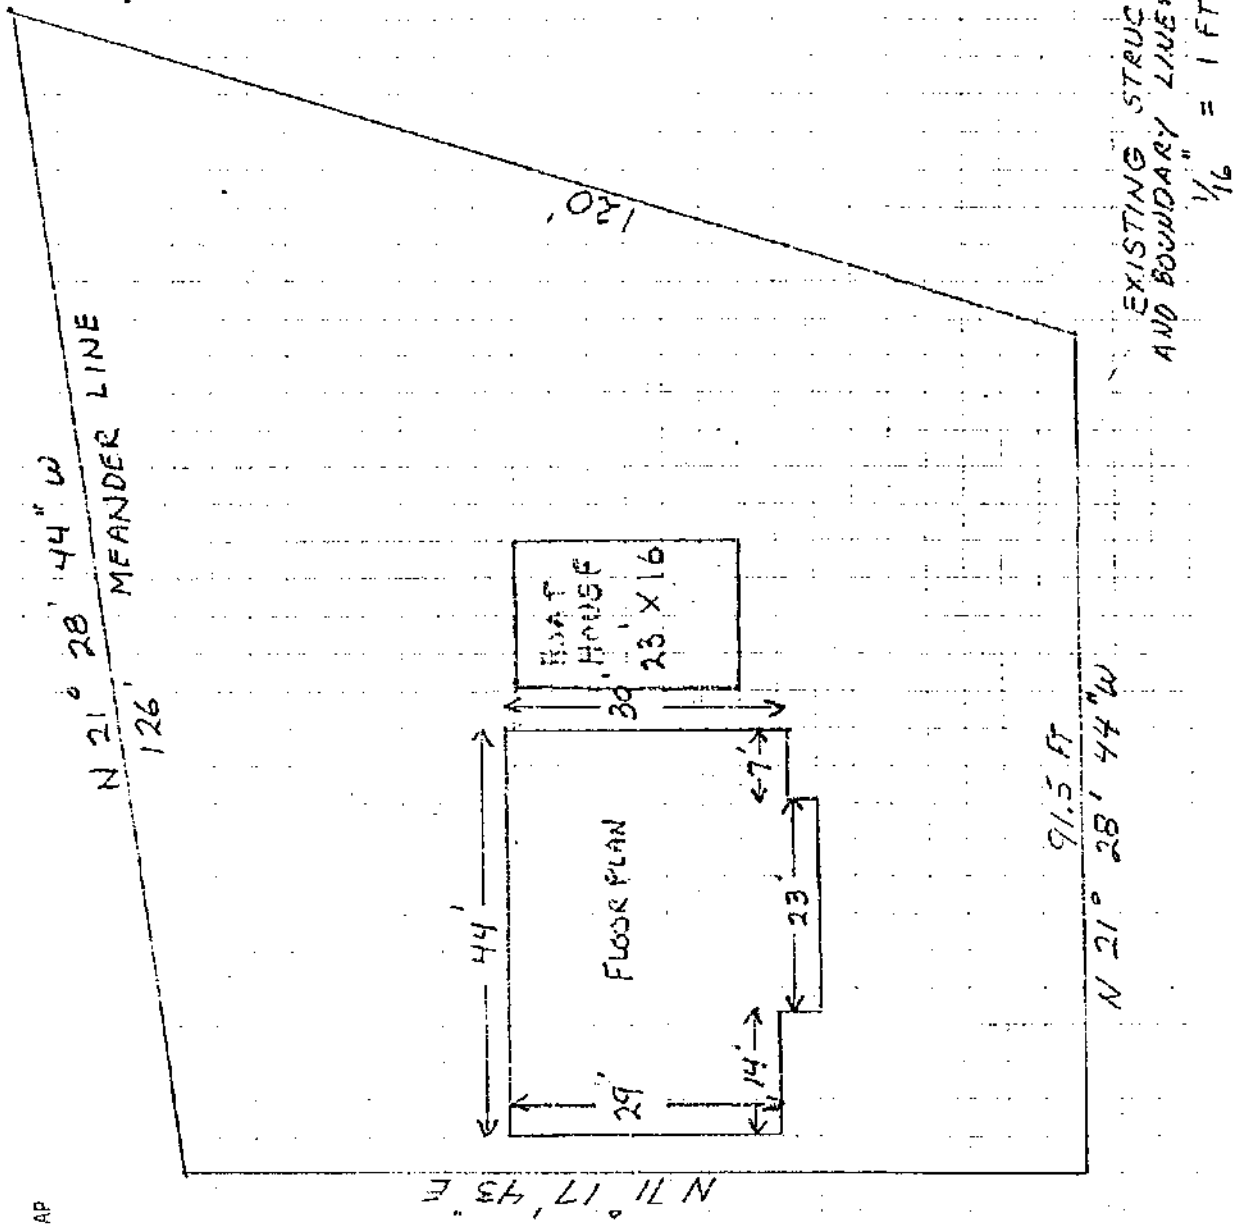 AP
N 21° 28' 44" W
MEANDER LINE
126'
120'
EXISTING STRUC
AND BOUNDARY LINES
1/16" = 1 FT
BOAT
HOUSE
23' X 16
30'
44'
7'
FLOOR PLAN
23'
29'
14'
91.5 FT
N 21° 28' 44" W
N 71° 17' 43" E